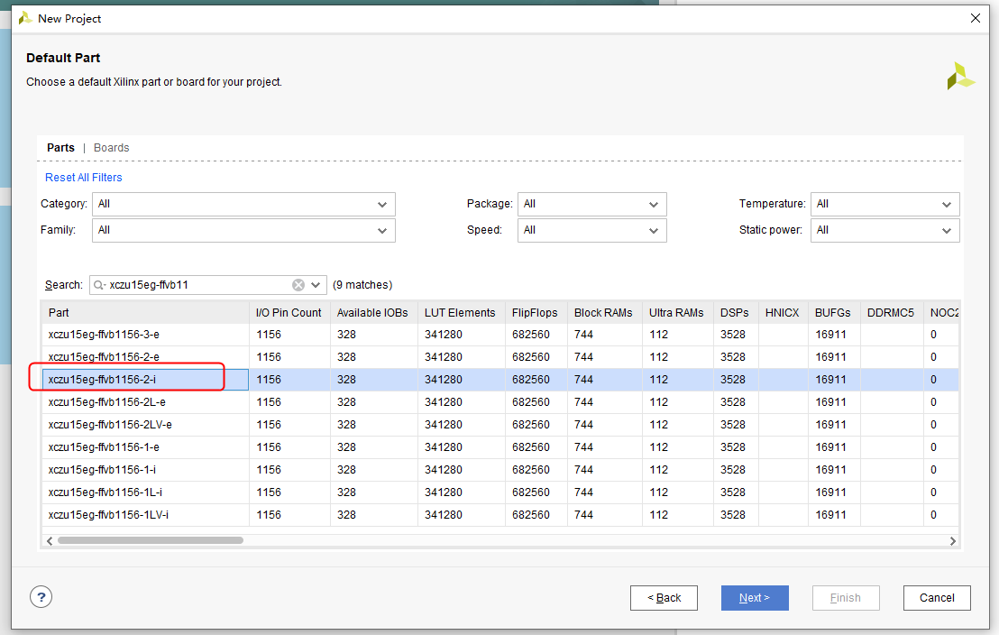 New Project
Default Part
Choose a default Xilinx part or board for your project.
Parts | Boards
Reset All Filters
Category: All Package: All Temperature: All
Family: All Speed: All Static power: All
Search: xczu15eg-ffvb11 (9 matches)
Part I/O Pin Count Available IOBs LUT Elements FlipFlops Block RAMs Ultra RAMs DSPs HNICX BUFGs DDRMC5 NOC2
xczu15eg-ffvb1156-3-e 1156 328 341280 682560 744 112 3528 16911 0
xczu15eg-ffvb1156-2-e 1156 328 341280 682560 744 112 3528 16911 0
xczu15eg-ffvb1156-2-i 1156 328 341280 682560 744 112 3528 16911 0
xczu15eg-ffvb1156-2L-e 1156 328 341280 682560 744 112 3528 16911 0
xczu15eg-ffvb1156-2LV-e 1156 328 341280 682560 744 112 3528 16911 0
xczu15eg-ffvb1156-1-e 1156 328 341280 682560 744 112 3528 16911 0
xczu15eg-ffvb1156-1-i 1156 328 341280 682560 744 112 3528 16911 0
xczu15eg-ffvb1156-1L-i 1156 328 341280 682560 744 112 3528 16911 0
xczu15eg-ffvb1156-1LV-i 1156 328 341280 682560 744 112 3528 16911 0
? < Back Next > Finish Cancel